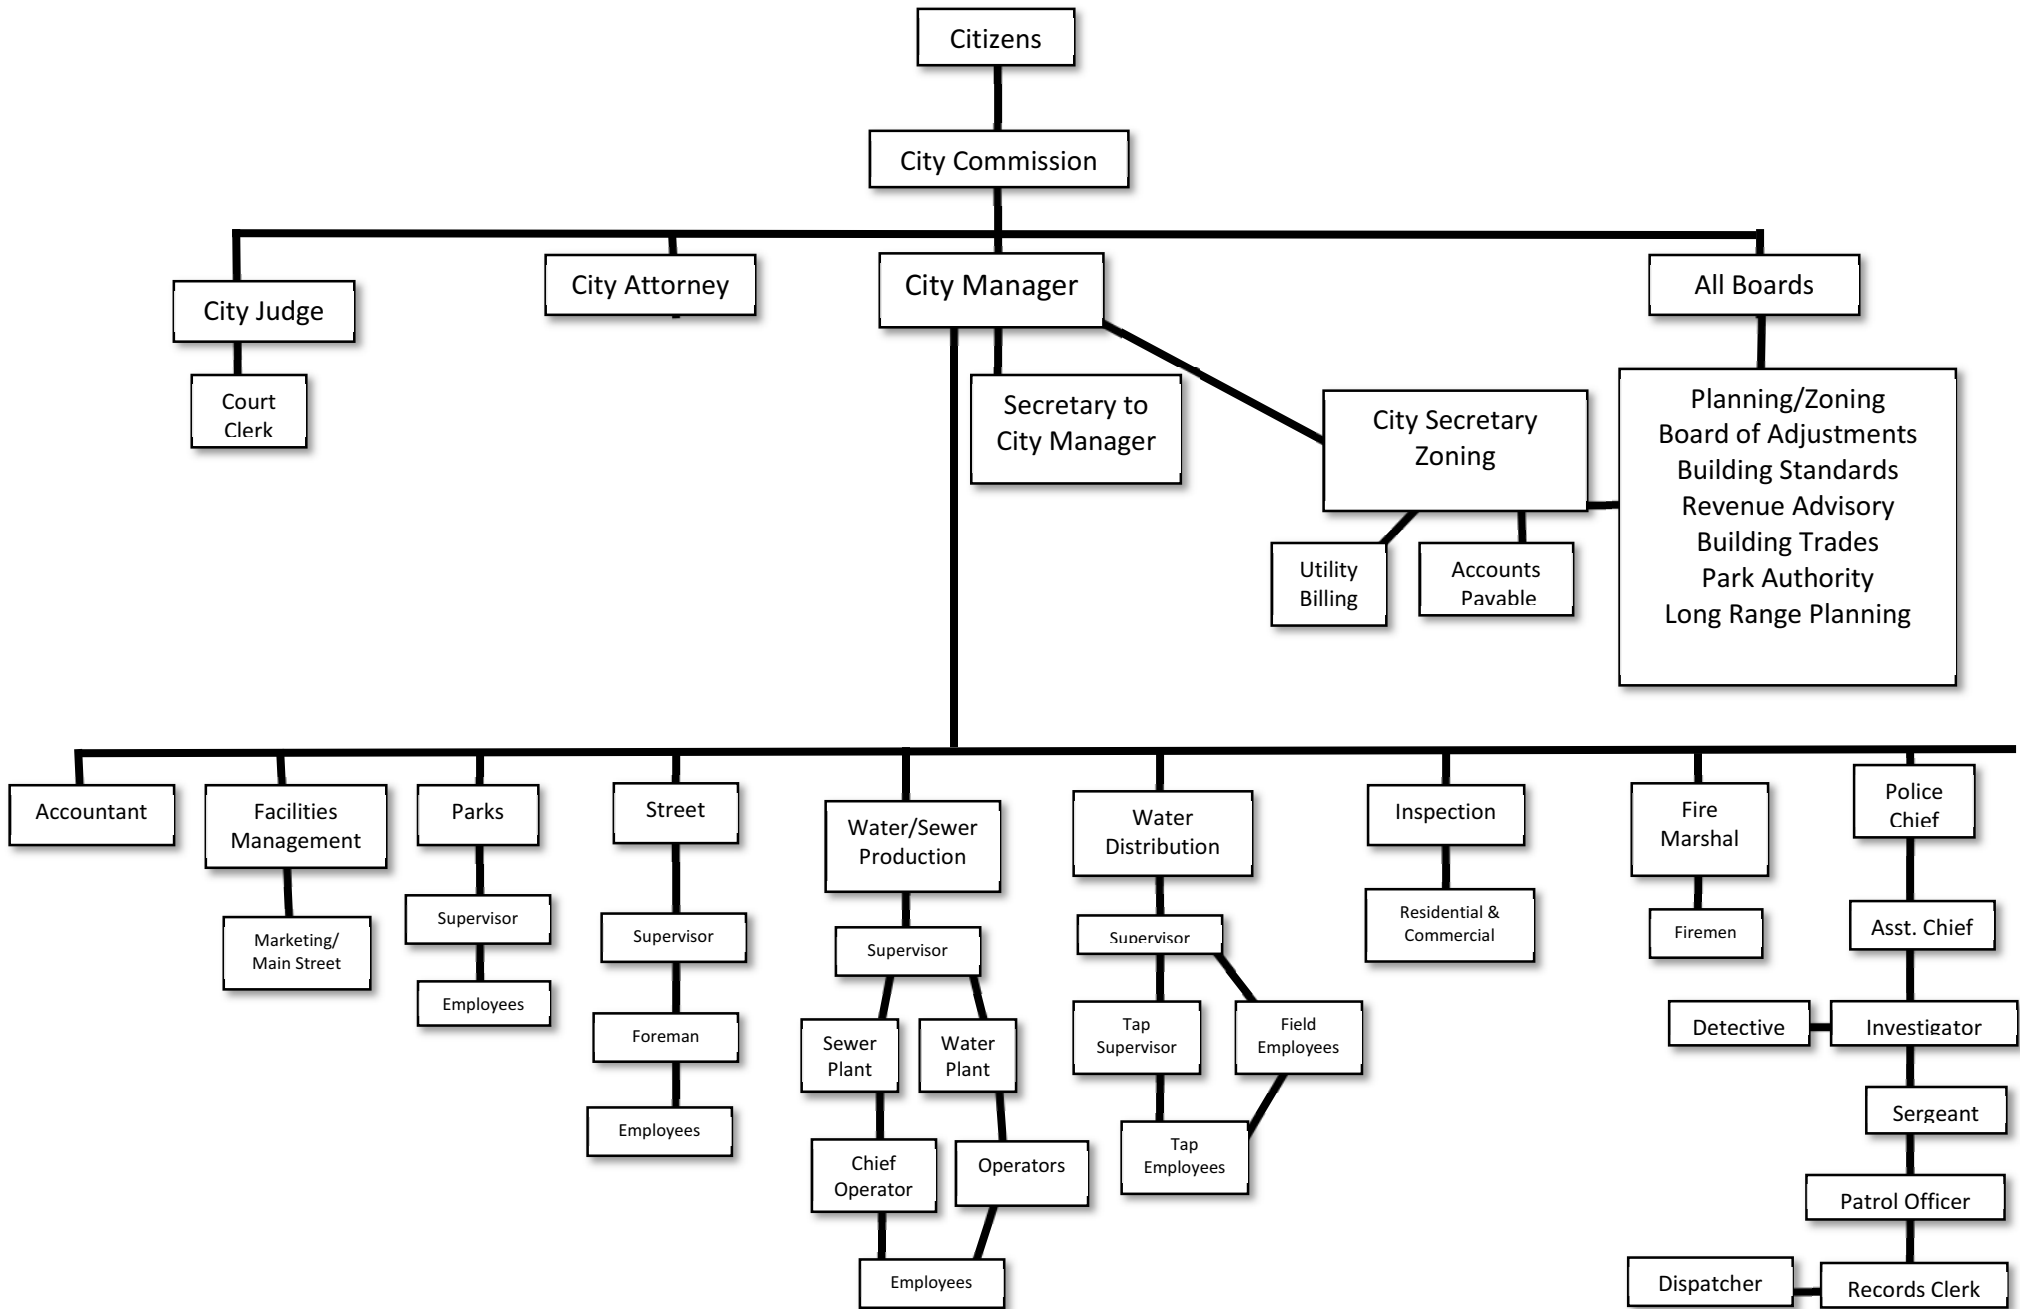 Citizens
City Commission
City Judge
City Attorney
City Manager
All Boards
Court
Clerk
Secretary to
City Manager
City Secretary
Zoning
Planning/Zoning
Board of Adjustments
Building Standards
Revenue Advisory
Building Trades
Park Authority
Long Range Planning
Utility
Billing
Accounts
Payable
Accountant
Facilities
Management
Parks
Street
Water/Sewer
Production
Water
Distribution
Inspection
Fire
Marshal
Police
Chief
Marketing/
Main Street
Supervisor
Employees
Supervisor
Foreman
Employees
Supervisor
Sewer
Plant
Water
Plant
Chief
Operator
Operators
Employees
Supervisor
Tap
Supervisor
Field
Employees
Tap
Employees
Residential &
Commercial
Firemen
Asst. Chief
Detective
Investigator
Sergeant
Patrol Officer
Dispatcher
Records Clerk